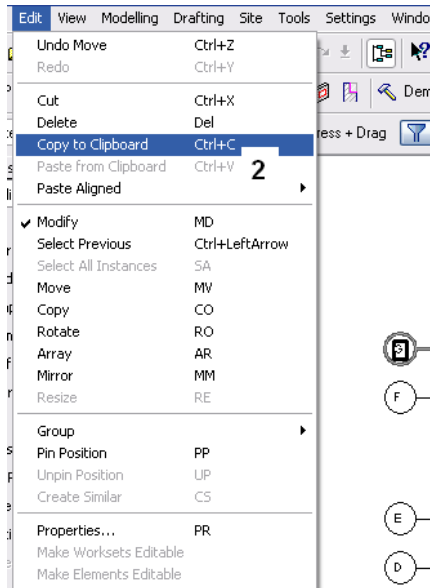 Edit View Modelling Drafting Site Tools Settings Windo
Undo Move Ctrl+Z
Redo Ctrl+Y
Cut Ctrl+X
Delete Del
Dem
Copy to Clipboard Ctrl+C
ress + Drag
Paste from Clipboard Ctrl+V
2
Paste Aligned
Modify MD
Select Previous Ctrl+LeftArrow
Select All Instances SA
Move MV
Copy CO
Rotate RO
Array AR
Mirror MM
Resize RE
F
Group
Pin Position PP
Unpin Position UP
Create Similar CS
E
Properties... PR
Make Worksets Editable
D
Make Elements Editable